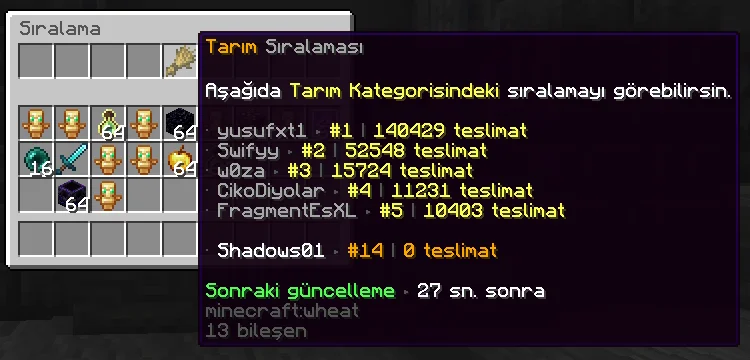 Sıralama
Tarım Sıralaması
Aşağıda Tarım Kategorisindeki sıralamayı görebilirsin.
· yusufxt1 ▸ #1 | 140429 teslimat
· Swifyy ▸ #2 | 52548 teslimat
· w0za ▸ #3 | 15724 teslimat
· CikoDiyolar ▸ #4 | 11231 teslimat
· FragmentEsXL ▸ #5 | 10403 teslimat
· Shadows01 ▸ #14 | 0 teslimat
Sonraki güncelleme ▸ 27 sn. sonra
minecraft:wheat
13 bileşen
64 64
16 64
64